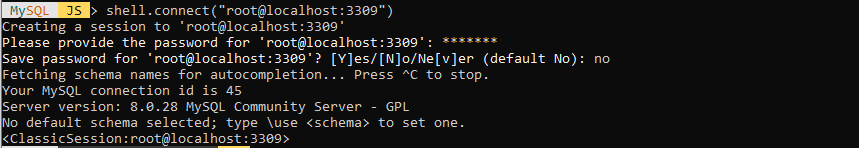 MySQL JS > shell.connect("root@localhost:3309")
Creating a session to 'root@localhost:3309'
Please provide the password for 'root@localhost:3309': *******
Save password for 'root@localhost:3309'? [Y]es/[N]o/Ne[v]er (default No): no
Fetching schema names for autocompletion... Press ^C to stop.
Your MySQL connection id is 45
Server version: 8.0.28 MySQL Community Server - GPL
No default schema selected; type \use <schema> to set one.
<ClassicSession:root@localhost:3309>